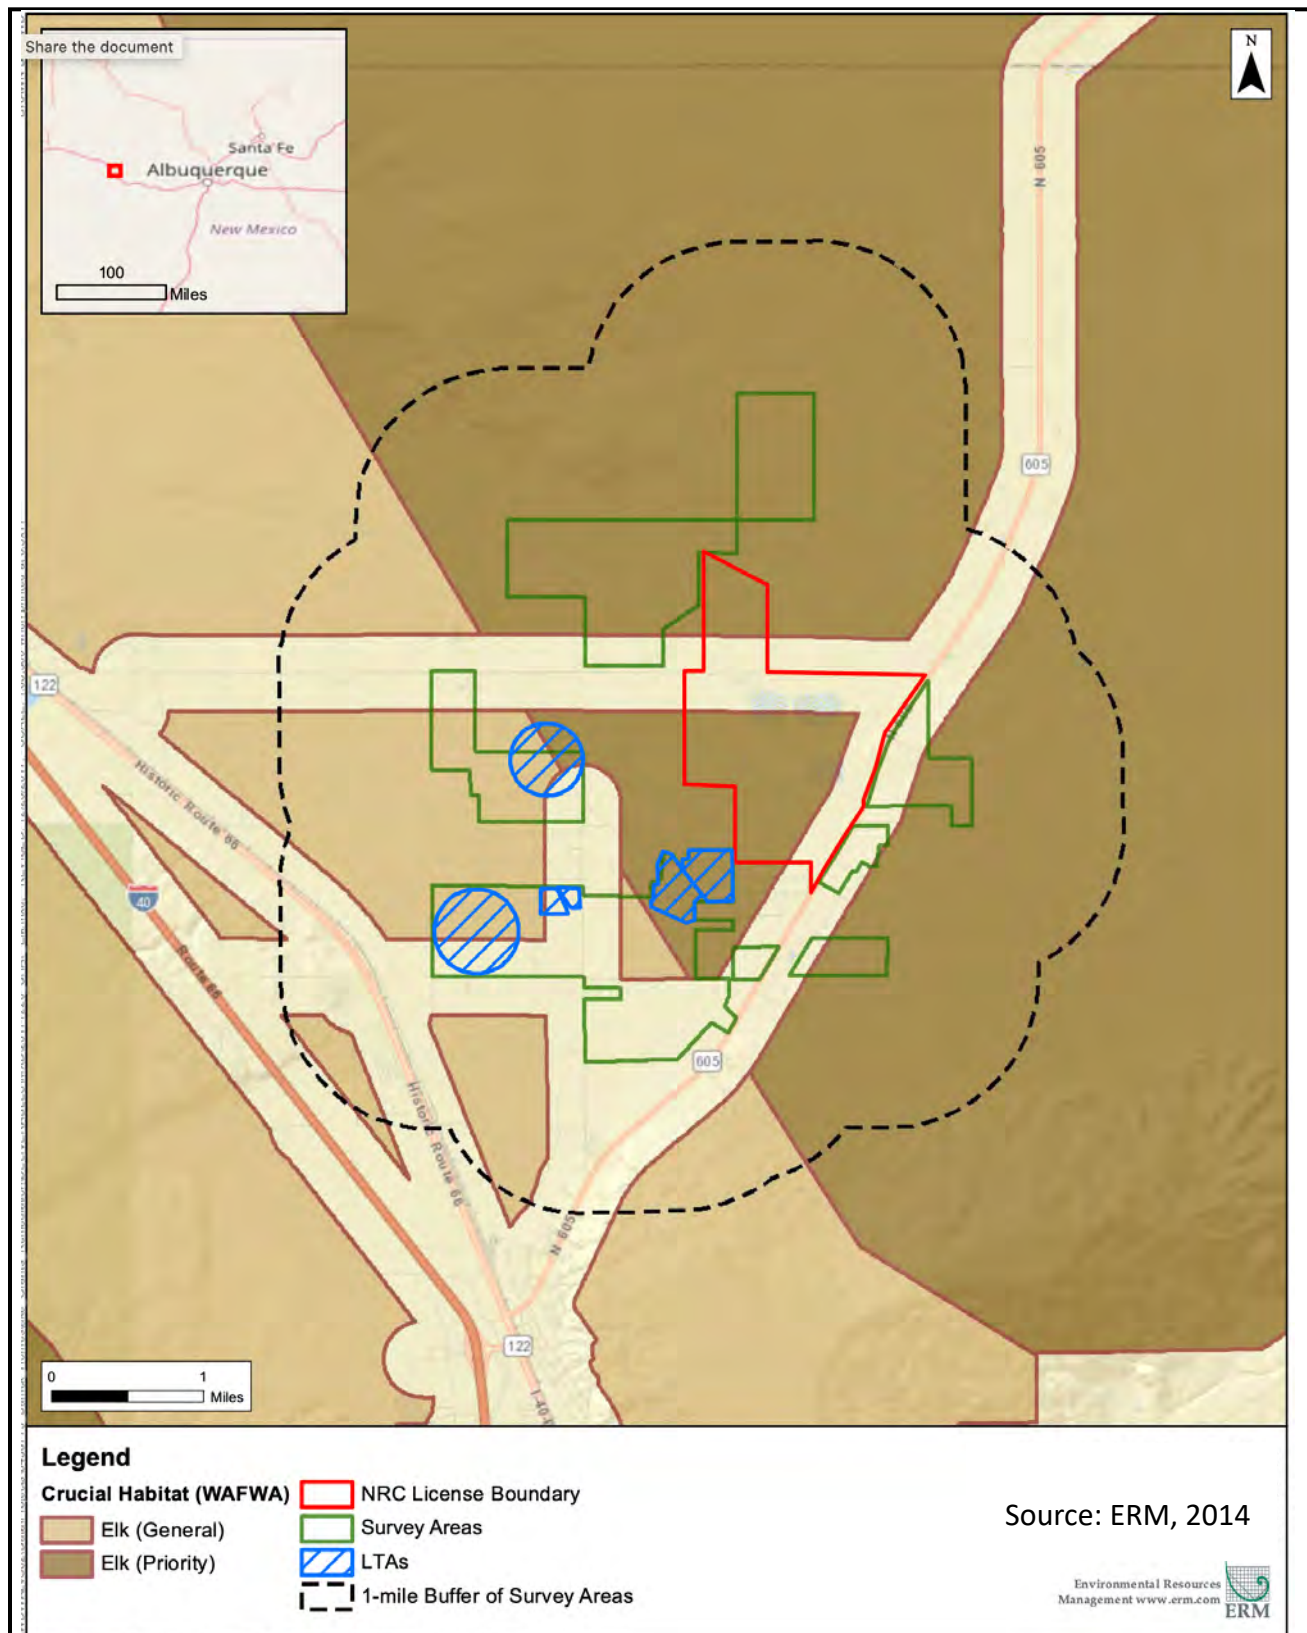 Share the document
N
Santa Fe
Albuquerque
New Mexico
100
Miles
N 605
605
122
Historic Route 66
40
Route 66
605
Historic Route 66
N 605
122
I-40
0 1
Miles
Legend
Crucial Habitat (WAFWA)
Elk (General)
Elk (Priority)
NRC License Boundary
Survey Areas
LTAs
1-mile Buffer of Survey Areas
Source: ERM, 2014
Environmental Resources
Management www.erm.com
ERM